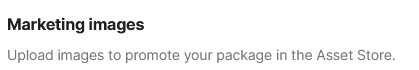 Marketing images
Upload images to promote your package in the Asset Store.